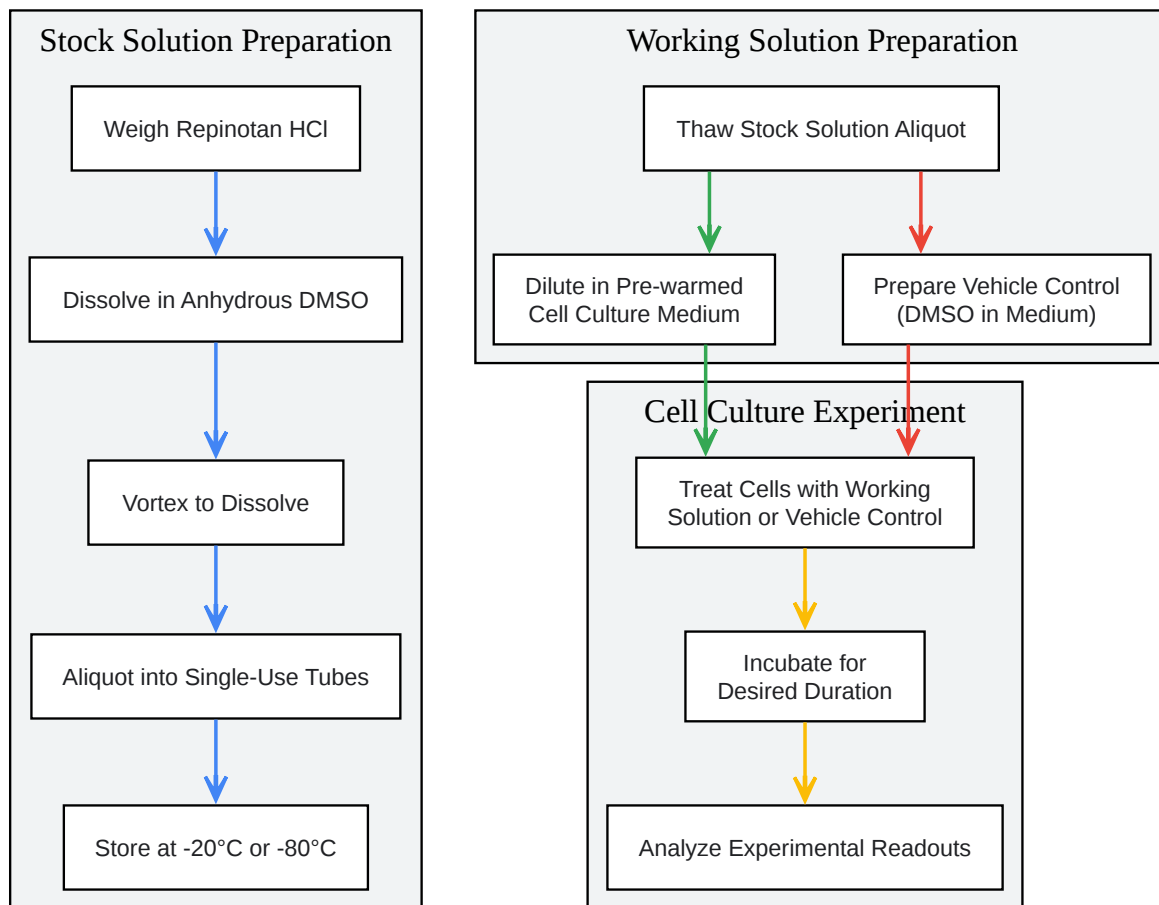 Stock Solution Preparation
Weigh Repinotan HCl
Dissolve in Anhydrous DMSO
Vortex to Dissolve
Aliquot into Single-Use Tubes
Store at -20°C or -80°C
Working Solution Preparation
Thaw Stock Solution Aliquot
Dilute in Pre-warmed
Cell Culture Medium
Prepare Vehicle Control
(DMSO in Medium)
Cell Culture Experiment
Treat Cells with Working
Solution or Vehicle Control
Incubate for
Desired Duration
Analyze Experimental Readouts